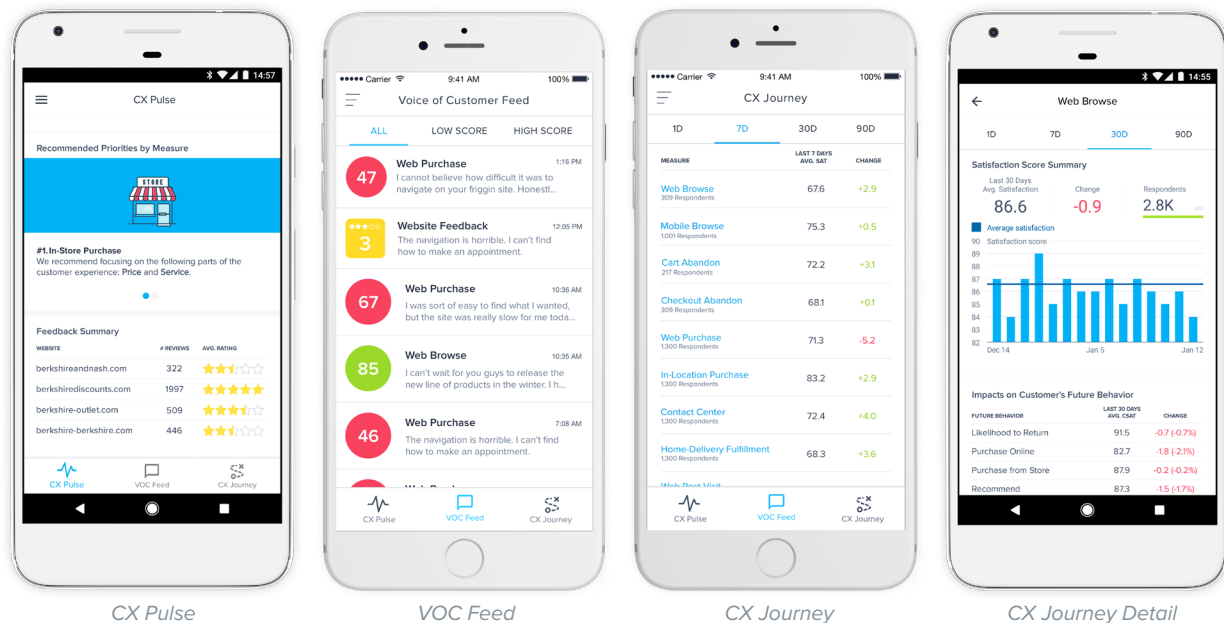 14:57
CX Pulse
Recommended Priorities by Measure
STORE
#1.In-Store Purchase
We recommend focusing on the following parts of the
customer experience: Price and Service.
Feedback Summary
WEBSITE # REVIEWS AVG. RATING
berkshireandnash.com 322
berkshirediscounts.com 1997
berkshire-outlet.com 509
berkshire-berkshire.com 446
CX Pulse VOC Feed CX Journey
CX Pulse
Carrier 9:41 AM 100%
Voice of Customer Feed
ALL LOW SCORE HIGH SCORE
47 Web Purchase 1:16 PM
I cannot believe how difficult it was to
navigate on your friggin site. Honestl...
3 Website Feedback 12:05 PM
The navigation is horrible. I can't find
how to make an appointment.
67 Web Purchase 10:36 AM
I was sort of easy to find what I wanted,
but the site was really slow for me toda...
85 Web Browse 10:35 AM
I can't wait for you guys to release the
new line of products in the winter. I h...
46 Web Purchase 7:08 AM
The navigation is horrible. I can't find
how to make an appointment.
CX Pulse VOC Feed CX Journey
VOC Feed
Carrier 9:41 AM 100%
CX Journey
1D 7D 30D 90D
MEASURE LAST 7 DAYS
AVG. SAT CHANGE
Web Browse 67.6 +2.9
309 Respondents
Mobile Browse 75.3 +0.5
1,001 Respondents
Cart Abandon 72.2 +3.1
217 Respondents
Checkout Abandon 68.1 +0.1
309 Respondents
Web Purchase 71.3 -5.2
1,300 Respondents
In-Location Purchase 83.2 +2.9
1,300 Respondents
Contact Center 72.4 +4.0
1,300 Respondents
Home-Delivery Fulfillment 68.3 +3.6
1,300 Respondents
CX Pulse VOC Feed CX Journey
CX Journey
14:55
Web Browse
1D 7D 30D 90D
Satisfaction Score Summary
Last 30 Days
Avg. Satisfaction Change Respondents
86.6 -0.9 2.8K
Average satisfaction
90 Satisfaction score
89
88
87
86
85
84
83
82
Dec 14 Jan 5 Jan 12
Impacts on Customer's Future Behavior
FUTURE BEHAVIOR LAST 30 DAYS
AVG. CSAT CHANGE
Likelihood to Return 91.5 -0.7 (-0.7%)
Purchase Online 82.7 -1.8 (-2.1%)
Purchase from Store 87.9 -0.2 (-0.2%)
Recommend 87.3 -1.5 (-1.7%)
CX Journey Detail